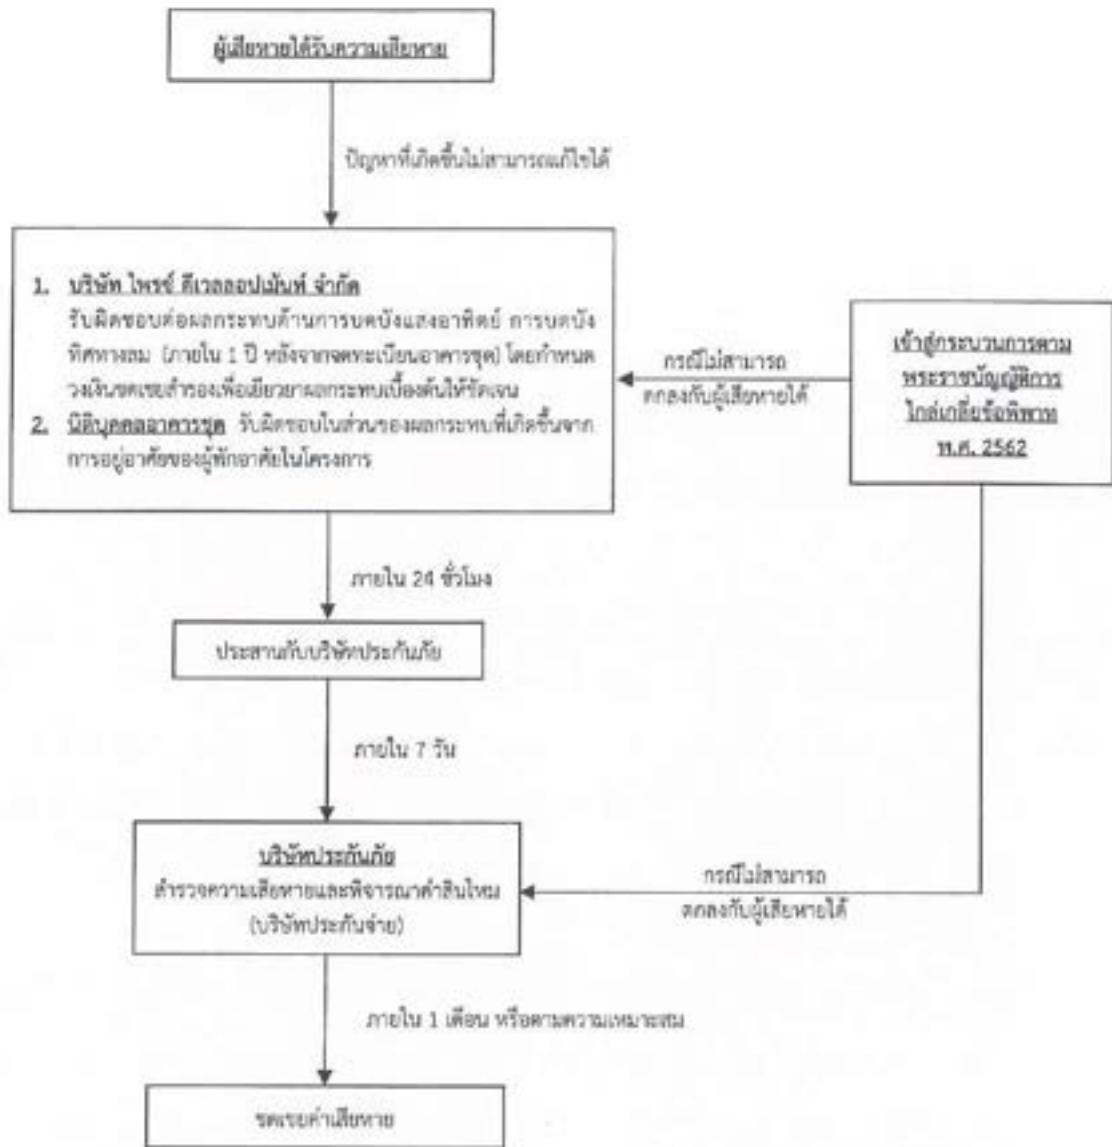 ผู้เสียหายได้รับความเสียหาย
ปัญหาที่เกิดขึ้นไม่สามารถแก้ไขได้
1. บริษัท ไพรซ์ ดีเวลลอปเม้นท์ จำกัด
รับผิดชอบต่อผลกระทบด้านการบดบังแสงอาทิตย์ การบดบัง
ทิศทางลม (ภายใน 1 ปี หลังจากจดทะเบียนอาคารชุด) โดยกำหนด
วงเงินชดเชยสำรองเพื่อเยียวยาผลกระทบเบื้องต้นให้ชัดเจน
2. นิติบุคคลอาคารชุด รับผิดชอบในส่วนของผลกระทบที่เกิดขึ้นจาก
การอยู่อาศัยของผู้พักอาศัยในโครงการ
กรณีไม่สามารถ
ตกลงกับผู้เสียหายได้
เข้าสู่กระบวนการตาม
พระราชบัญญัติการ
ไกล่เกลี่ยข้อพิพาท
พ.ศ. 2562
ภายใน 24 ชั่วโมง
ประสานกับบริษัทประกันภัย
ภายใน 7 วัน
บริษัทประกันภัย
สำรวจความเสียหายและพิจารณาค่าสินไหม
(บริษัทประกันจ่าย)
กรณีไม่สามารถ
ตกลงกับผู้เสียหายได้
ภายใน 1 เดือน หรือตามความเหมาะสม
ชดเชยค่าเสียหาย